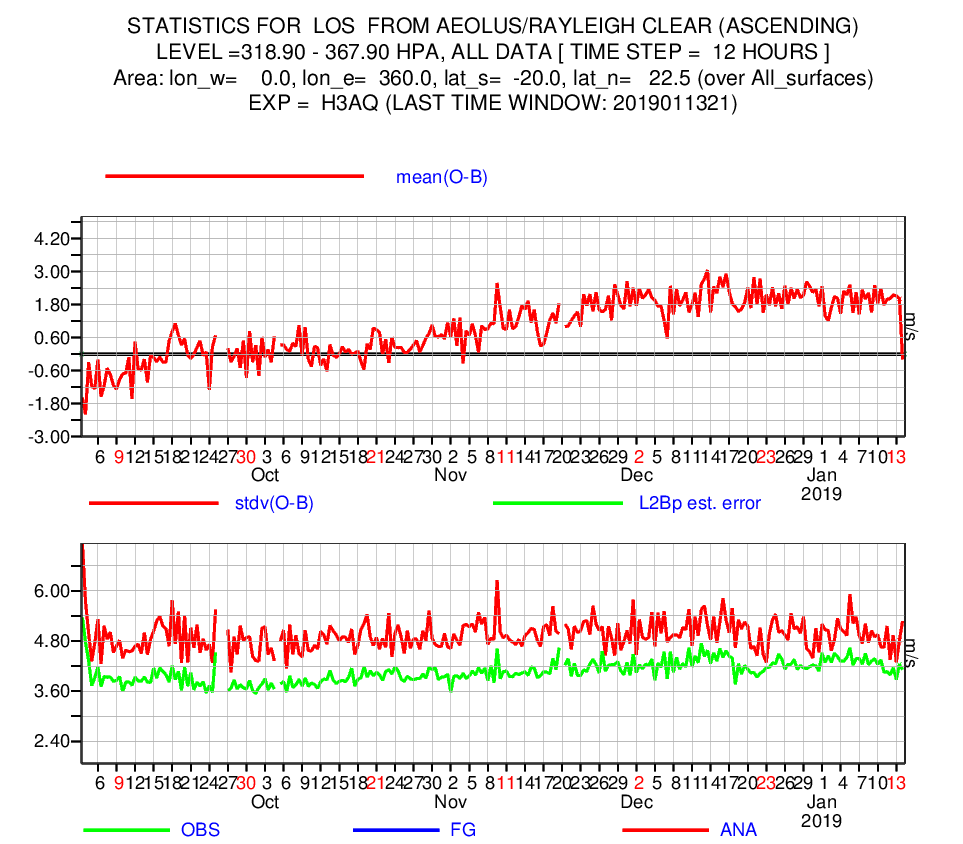 STATISTICS FOR LOS FROM AEOLUS/RAYLEIGH CLEAR (ASCENDING)
LEVEL =318.90 - 367.90 HPA, ALL DATA [ TIME STEP = 12 HOURS ]
Area: lon_w= 0.0, lon_e= 360.0, lat_s= -20.0, lat_n= 22.5 (over All_surfaces)
EXP = H3AQ (LAST TIME WINDOW: 2019011321)
mean(O-B)
4.20
3.00
1.80
0.60
-0.60
-1.80
-3.00
m/s
6 9 12 15 18 21 24 27 30 3 6 9 12 15 18 21 24 27 30 2 5 8 11 14 17 20 23 26 29 2 5 8 11 14 17 20 23 26 29 1 4 7 10 13
Oct Nov Dec Jan
2019
stdv(O-B) L2Bp est. error
6.00
4.80
3.60
2.40
m/s
6 9 12 15 18 21 24 27 30 3 6 9 12 15 18 21 24 27 30 2 5 8 11 14 17 20 23 26 29 2 5 8 11 14 17 20 23 26 29 1 4 7 10 13
Oct Nov Dec Jan
2019
OBS FG ANA